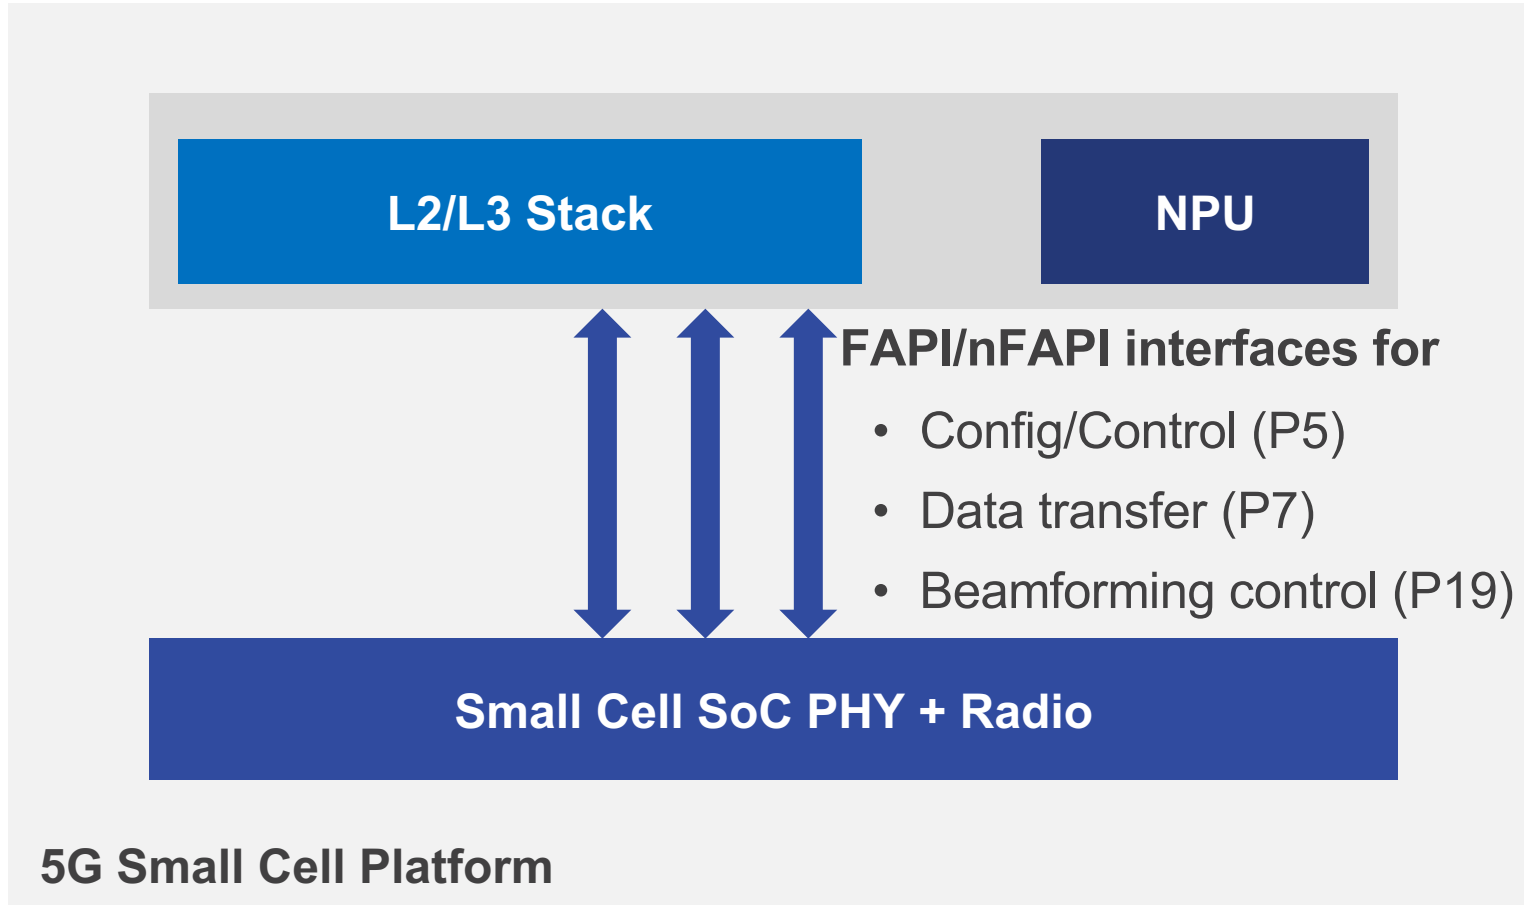 L2/L3 Stack
NPU
FAPI/nFAPI interfaces for
• Config/Control (P5)
• Data transfer (P7)
• Beamforming control (P19)
Small Cell SoC PHY + Radio
5G Small Cell Platform